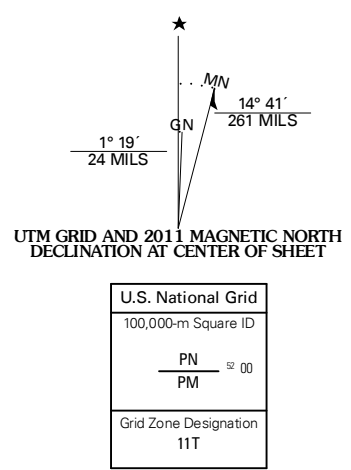 ★
MN
GN
14° 41´
261 MILS
1° 19´
24 MILS
UTM GRID AND 2011 MAGNETIC NORTH
DECLINATION AT CENTER OF SHEET
U.S. National Grid
100,000-m Square ID
PN
52 00
PM
Grid Zone Designation
11T